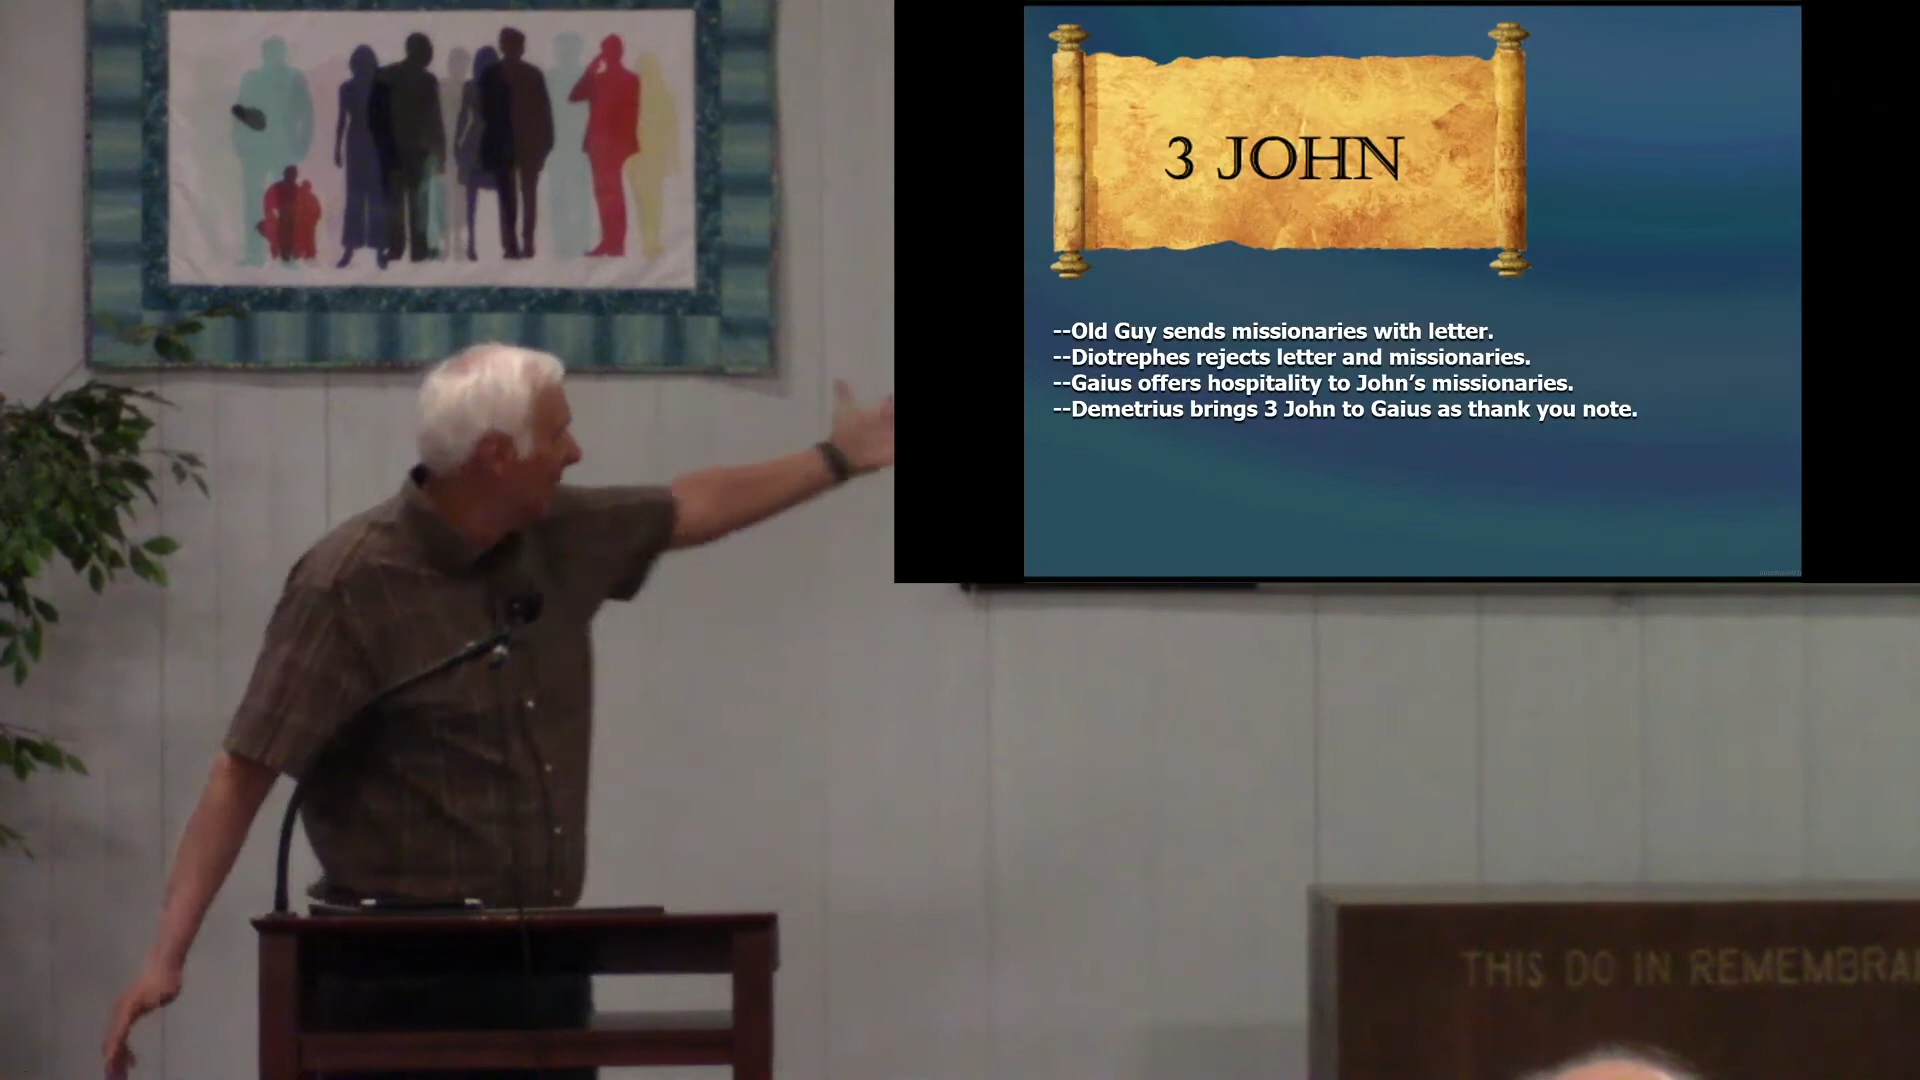 3 JOHN
--Old Guy sends missionaries with letter.
--Diotrephes rejects letter and missionaries.
--Gaius offers hospitality to John’s missionaries.
--Demetrius brings 3 John to Gaius as thank you note.
THIS DO IN